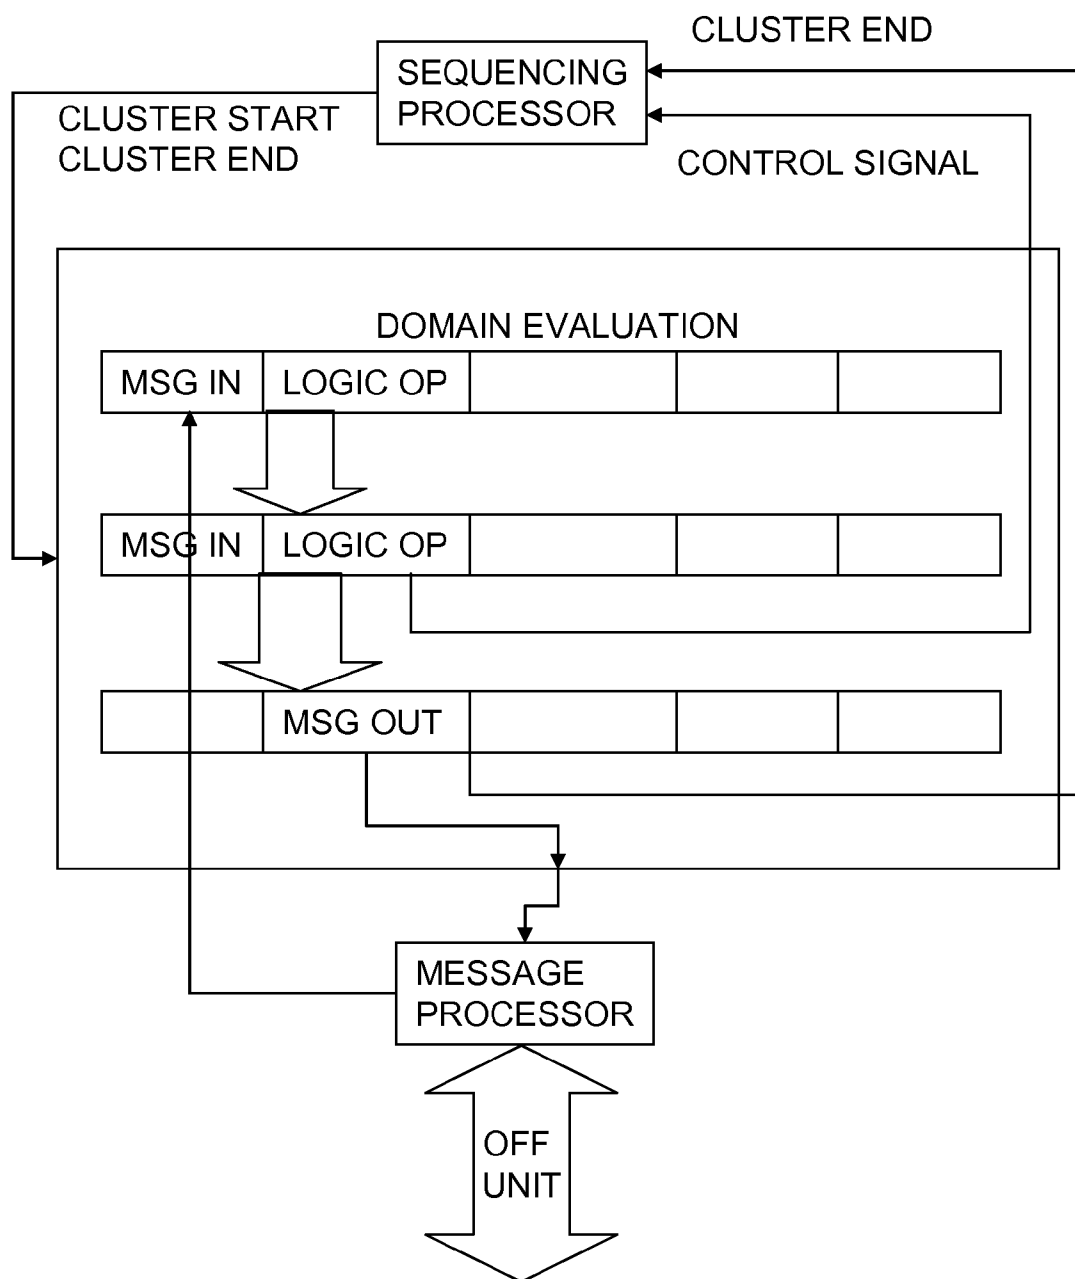 CLUSTER END
SEQUENCING
PROCESSOR
CLUSTER START
CLUSTER END
CONTROL SIGNAL
DOMAIN EVALUATION
MSG IN LOGIC OP
MSG IN LOGIC OP
MSG OUT
MESSAGE
PROCESSOR
OFF
UNIT